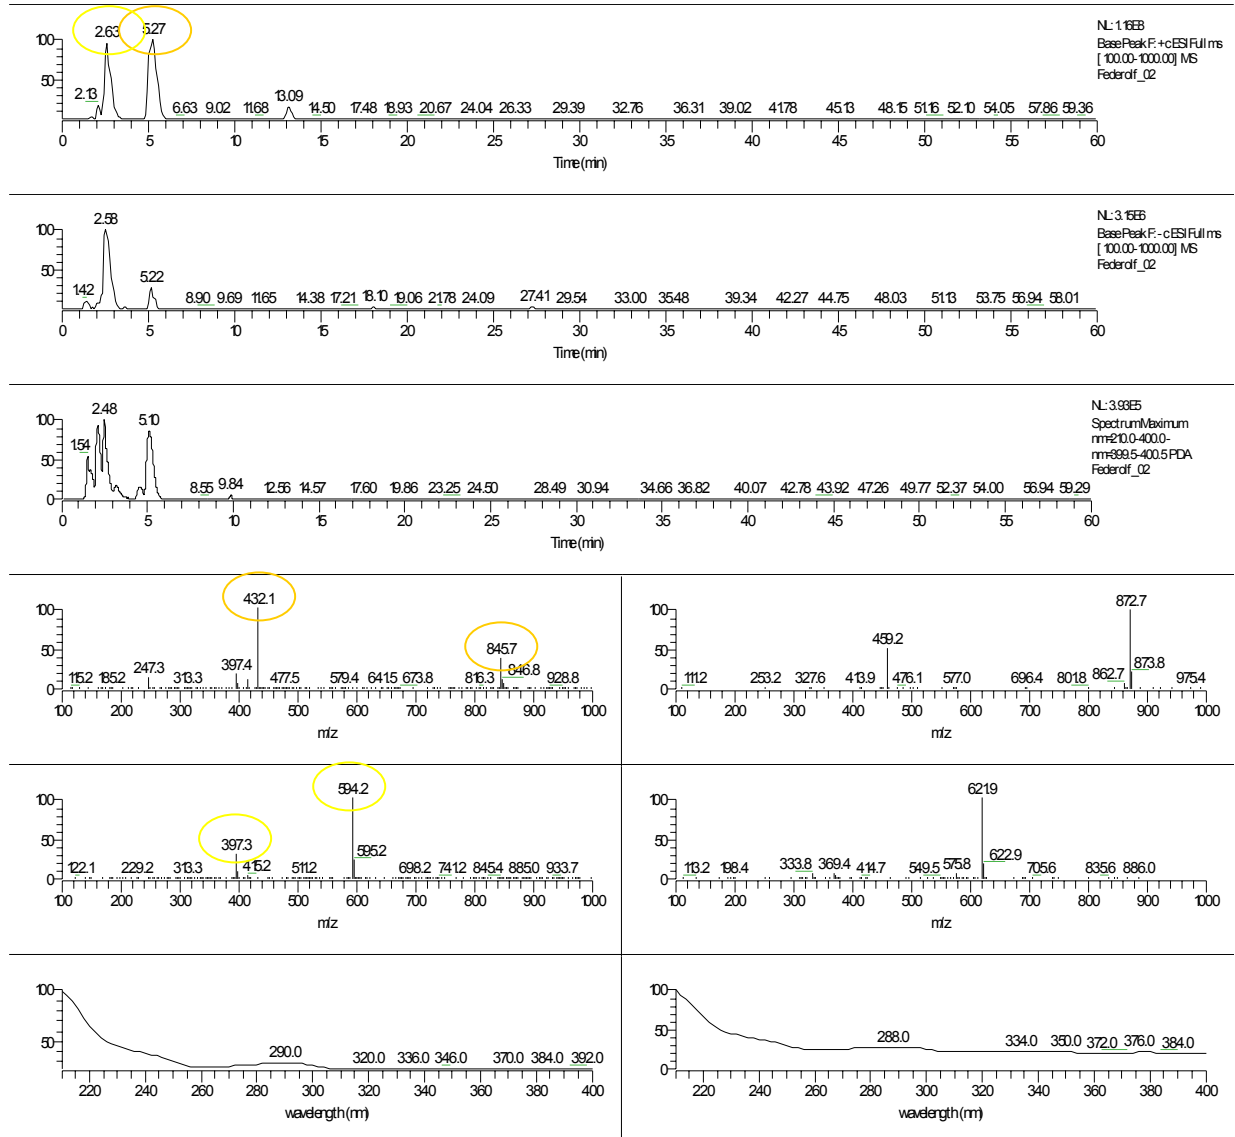 2.63 5.27
100
2.13
50
6.63 9.02 11.68 13.09 14.50 17.48 18.93 20.67 24.04 26.33 29.39 32.76 36.31 39.02 41.78 45.13 48.15 51.16 52.10 54.05 57.86 59.36
0 5 10 15 20 25 30 35 40 45 50 55 60
Time (min)
NL: 1.16E8
Base Peak F: + c ESI Full ms
[ 100.00-1000.00] MS
Federolf_02
2.58
100
50
1.42 5.22 8.90 9.69 11.65 14.38 17.21 18.10 19.06 21.78 24.09 27.41 29.54 33.00 35.48 39.34 42.27 44.75 48.03 51.13 53.75 56.94 58.01
0 5 10 15 20 25 30 35 40 45 50 55 60
Time (min)
NL: 3.15E6
Base Peak F: - c ESI Full ms
[ 100.00-1000.00] MS
Federolf_02
2.48 5.10
100
1.54
50
8.55 9.84 12.56 14.57 17.60 19.86 23.25 24.50 28.49 30.94 34.66 36.82 40.07 42.78 43.92 47.26 49.77 52.37 54.00 56.94 59.29
0
0 5 10 15 20 25 30 35 40 45 50 55 60
Time (min)
NL: 3.93E5
Spectrum Maximum
nm=210.0-400.0-
nm=399.5-400.5 PDA
Federolf_02
432.1
100
50
0
845.7
115.2 185.2 247.3 313.3 397.4 477.5 579.4 641.5 673.8 816.3 846.8 928.8
100 200 300 400 500 600 700 800 900 1000
m/z
872.7
100
50
0
459.2
111.2 253.2 327.6 413.9 476.1 577.0 696.4 801.8 862.7 873.8 975.4
100 200 300 400 500 600 700 800 900 1000
m/z
594.2
100
50
0
397.3
122.1 229.2 313.3 415.2 511.2 595.2 698.2 741.2 845.4 885.0 933.7
100 200 300 400 500 600 700 800 900 1000
m/z
621.9
100
50
0
113.2 198.4 333.8 369.4 414.7 549.5 575.8 622.9 705.6 835.6 886.0
100 200 300 400 500 600 700 800 900 1000
m/z
100
50
290.0 320.0 336.0 346.0 370.0 384.0 392.0
220 240 260 280 300 320 340 360 380 400
wavelength (nm)
100
50
0
288.0 334.0 350.0 372.0 376.0 384.0
220 240 260 280 300 320 340 360 380 400
wavelength (nm)